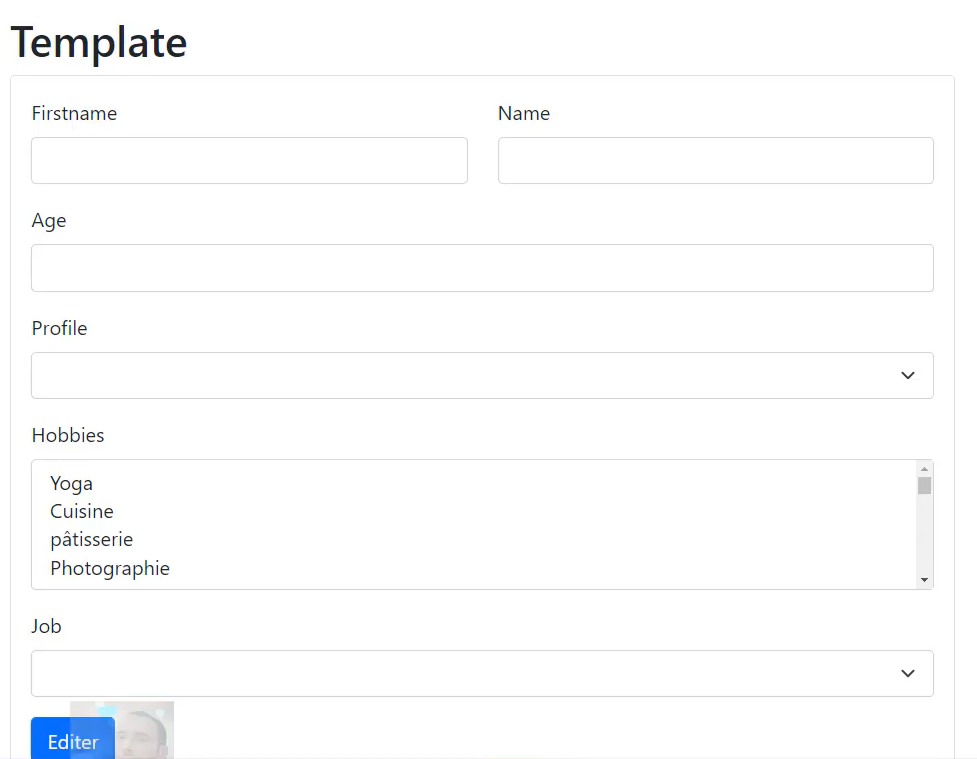 Template
Firstname
Name
Age
Profile
Hobbies
Yoga
Cuisine
pâtisserie
Photographie
Job
Editer